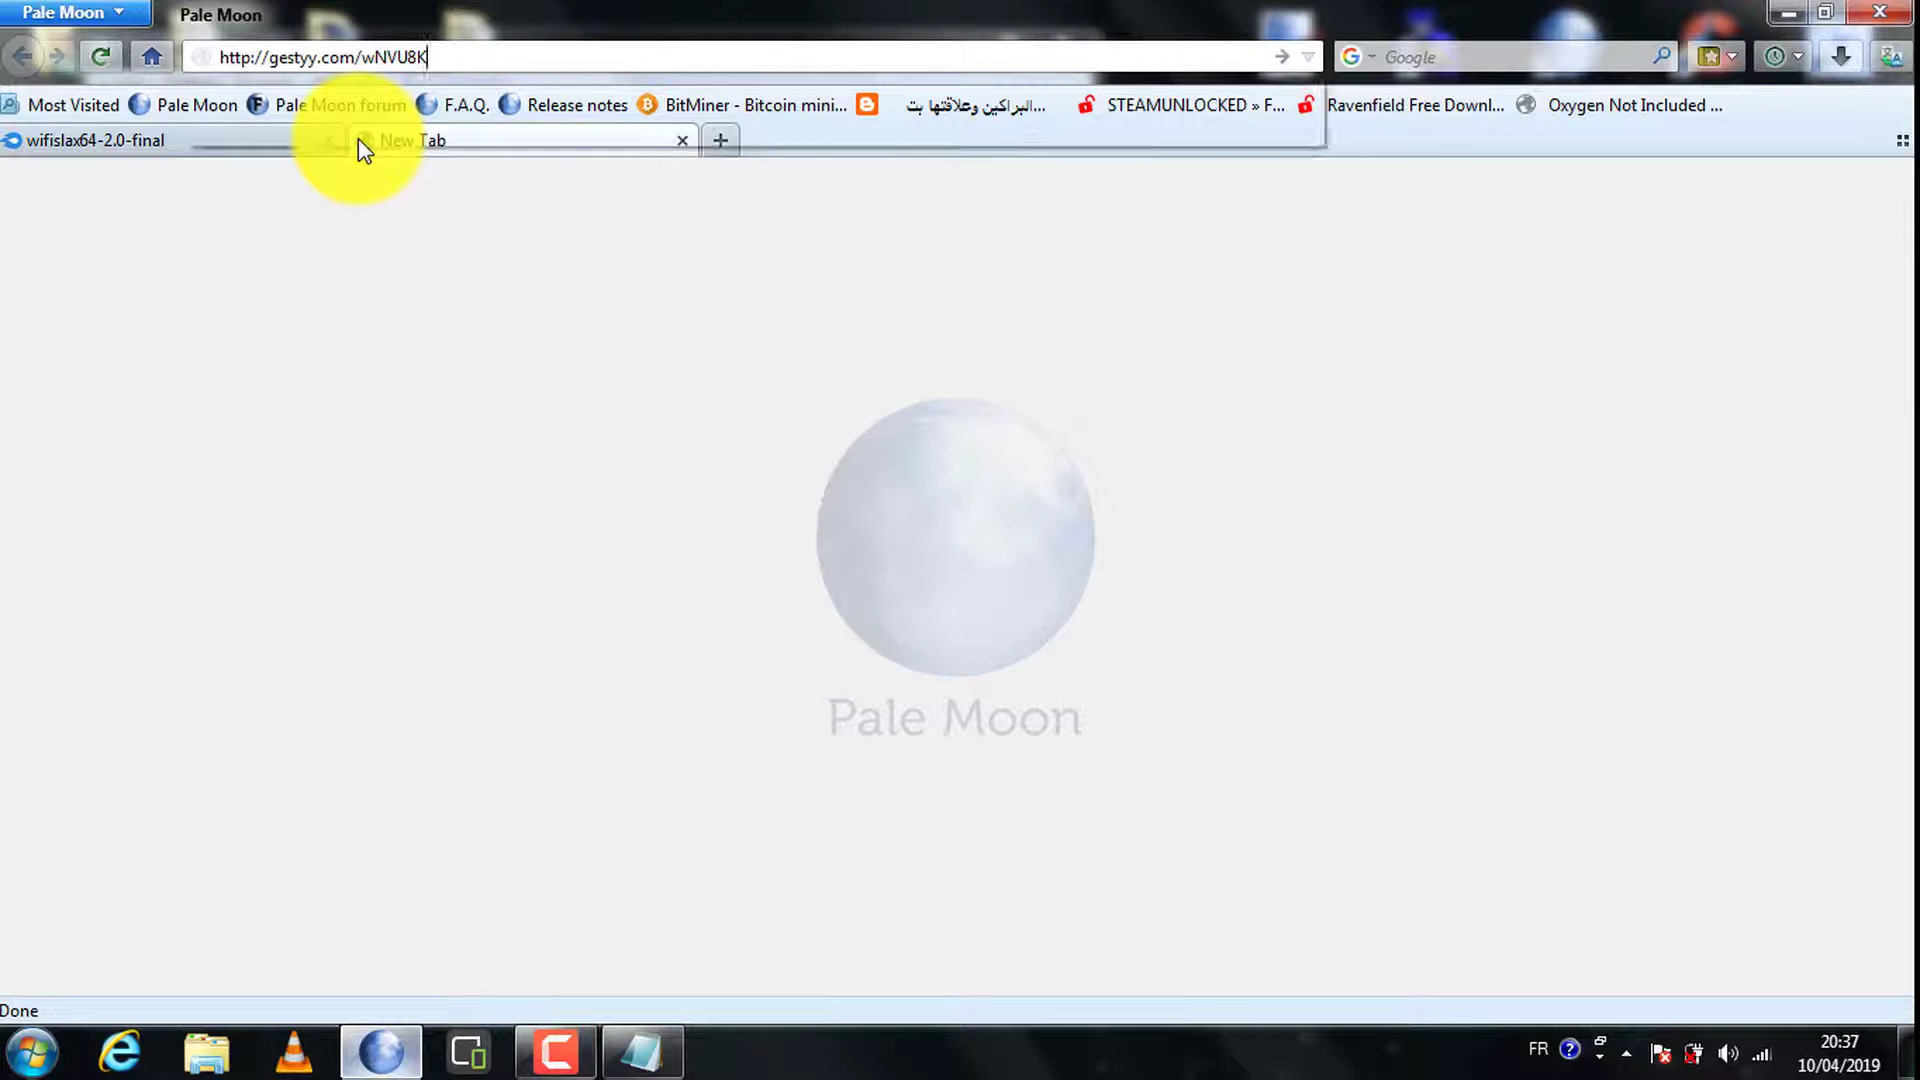 Pale Moon
Pale Moon
http://gestyy.com/wNVU8K
Google
Most Visited
Pale Moon
Pale Moon forum
F.A.Q.
Release notes
BitMiner - Bitcoin mini...
البراكين وعلاقتها بت...
STEAMUNLOCKED » F...
Ravenfield Free Downl...
Oxygen Not Included ...
wifislax64-2.0-final
New Tab
Pale Moon
Done
FR
20:37
10/04/2019